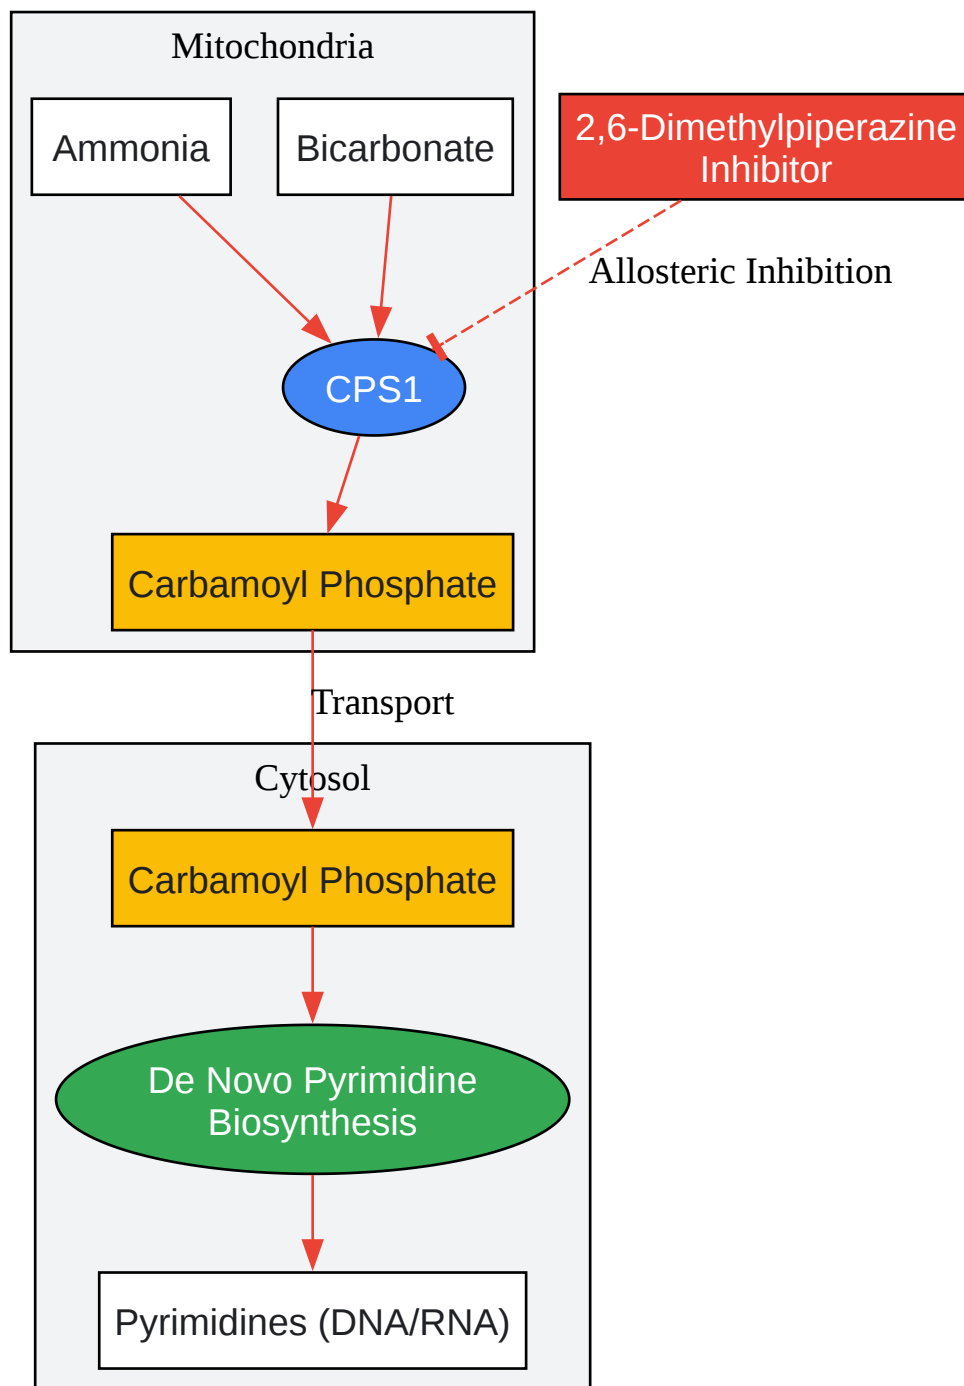 Mitochondria
Ammonia
Bicarbonate
2,6-Dimethylpiperazine
Inhibitor
Allosteric Inhibition
CPS1
Carbamoyl Phosphate
Transport
Cytosol
Carbamoyl Phosphate
De Novo Pyrimidine
Biosynthesis
Pyrimidines (DNA/RNA)